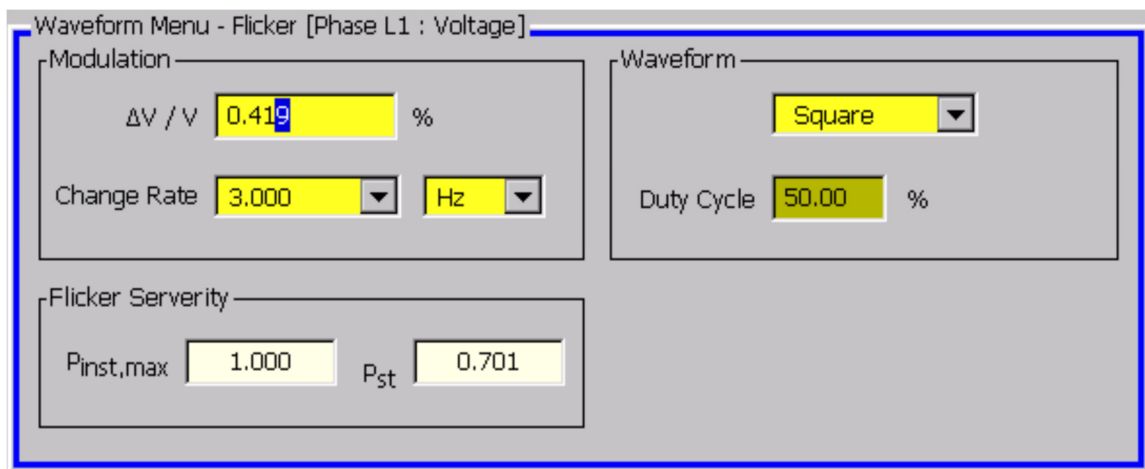 Waveform Menu - Flicker [Phase L1 : Voltage]
Modulation
ΔV / V 0.419 %
Change Rate 3.000 Hz
Waveform
Square
Duty Cycle 50.00 %
Flicker Serverity
Pinst,max 1.000 Pst 0.701